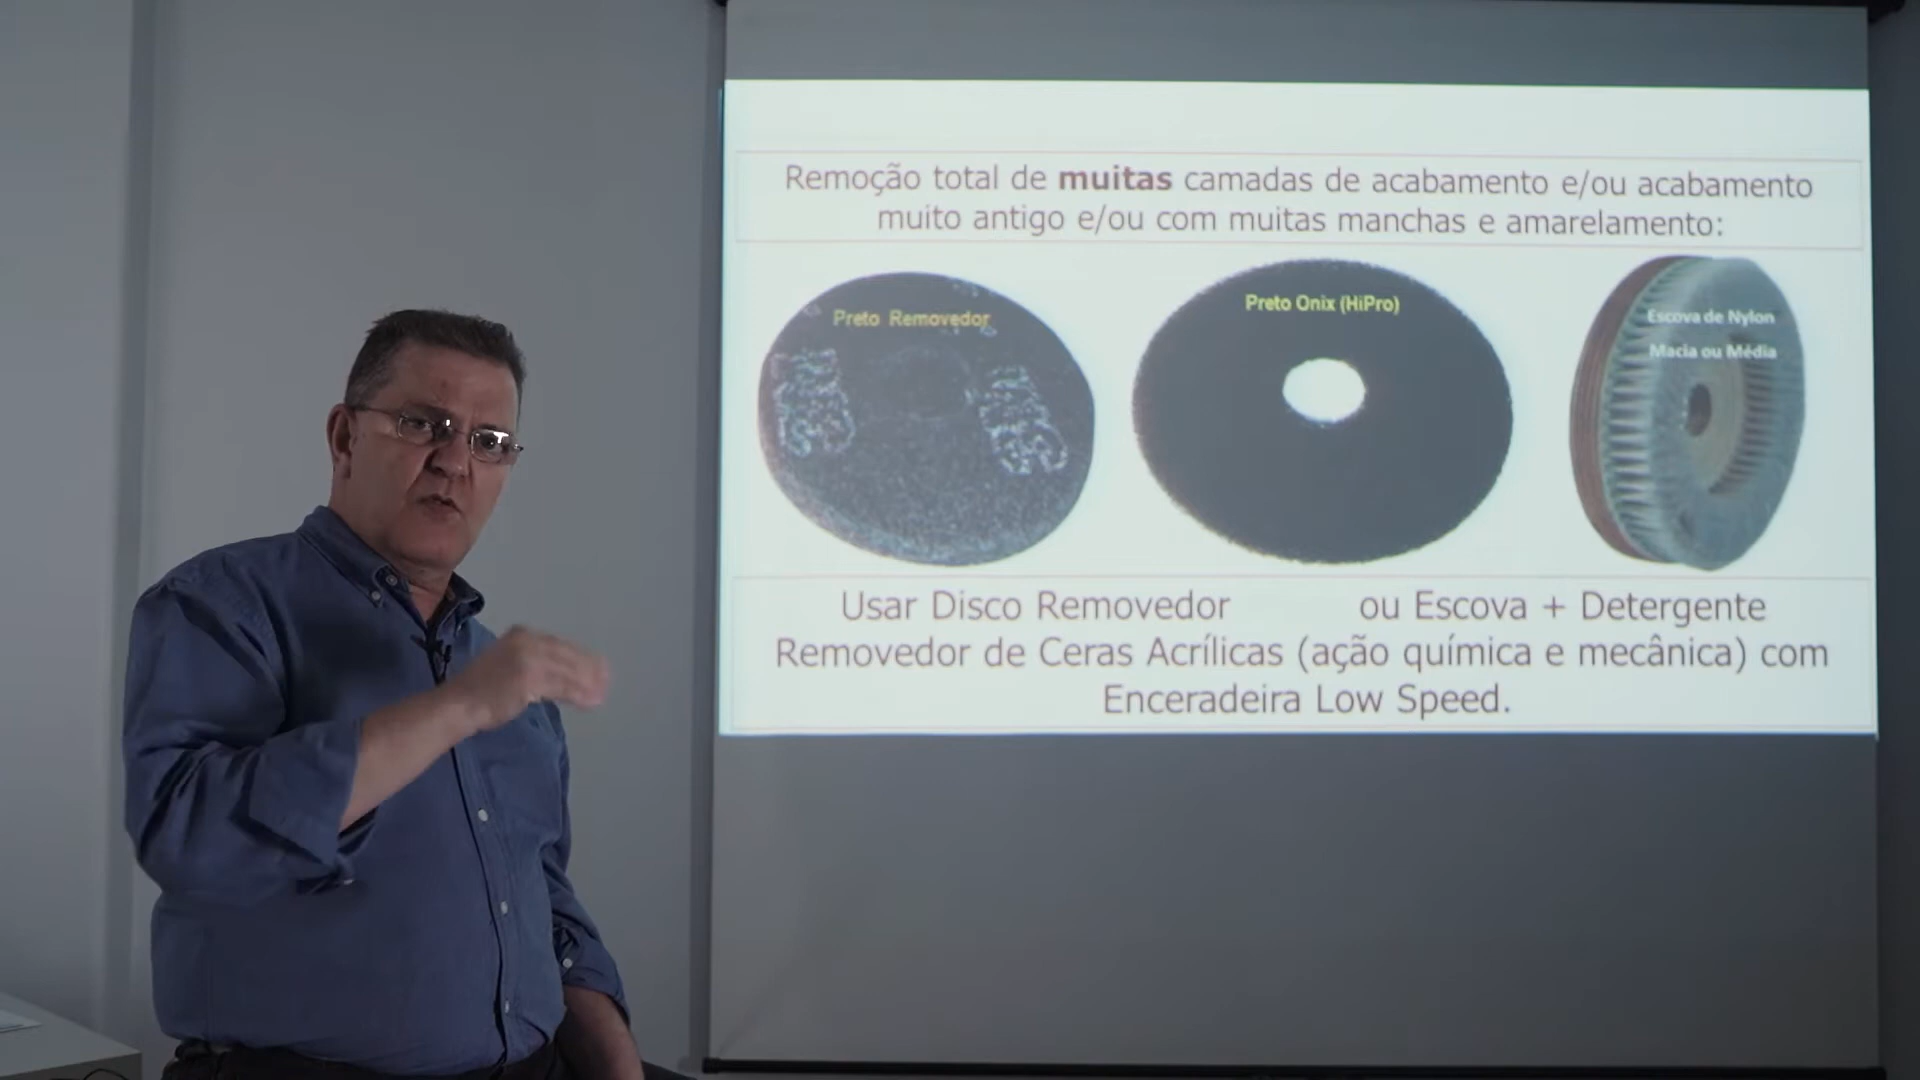 Remoção total de muitas camadas de acabamento e/ou acabamento
muito antigo e/ou com muitas manchas e amarelamento:
Preto Removedor
Preto Onix (HiPro)
Escova de Nylon
Macia ou Média
Usar Disco Removedor ou Escova + Detergente
Removedor de Ceras Acrílicas (ação química e mecânica) com
Enceradeira Low Speed.